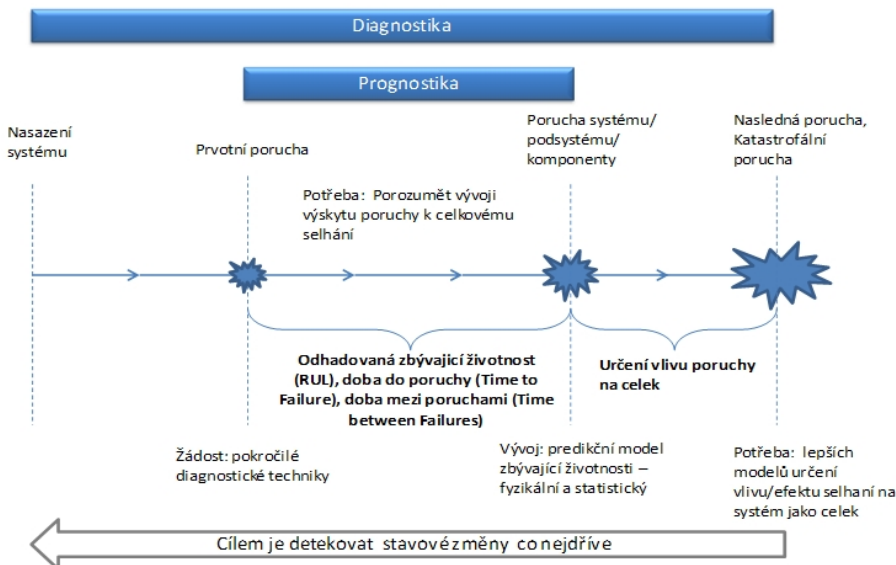 Diagnostika
Prognostika
Nasazení
systému
Prvotní porucha
Porucha systému/
podsystému/
komponenty
Nasledná porucha,
Katastrofální
porucha
Potřeba: Porozumět vývoji
výskytu poruchy k celkovému
selhání
Odhadovaná zbývajicí životnost
(RUL), doba do poruchy (Time to
Failure), doba mezi poruchami (Time
between Failures)
Určení vlivu poruchy
na celek
Žádost: pokročilé
diagnostické techniky
Vývoj: predikční model
zbývající životnosti –
fyzikální a statistický
Potřeba: lepších
modelů určení
vlivu/efektu selhaní na
systém jako celek
Cílem je detekovat stavové změny co nejdříve